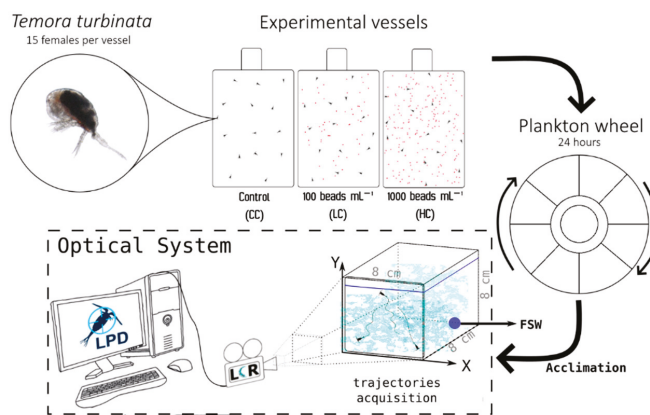 Temora turbinata
15 females per vessel
Experimental vessels
Control
(CC)
100 beads mL⁻¹
(LC)
1000 beads mL⁻¹
(HC)
Plankton wheel
24 hours
Acclimation
Optical System
LPD
LCR
Y
8 cm
8 cm
8 cm
X
FSW
trajectories
acquisition